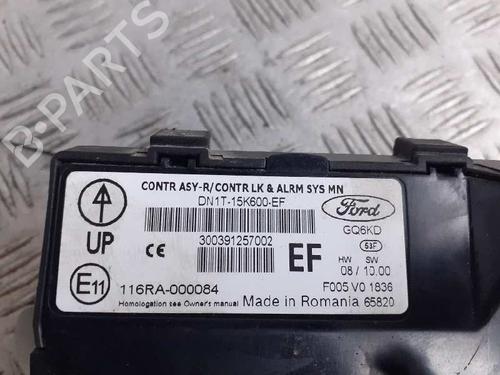 CONTR ASY-R/CONTR LK & ALRM SYS MN
DN1T-15K600-EF
Ford
GQ6KD
UP
300391257002
CE
EF
53F
HW SW
08 / 10.00
E11
116RA-000084
F005 V0 1836
Homologation see Owner's manual Made in Romania 65820
B-PARTS